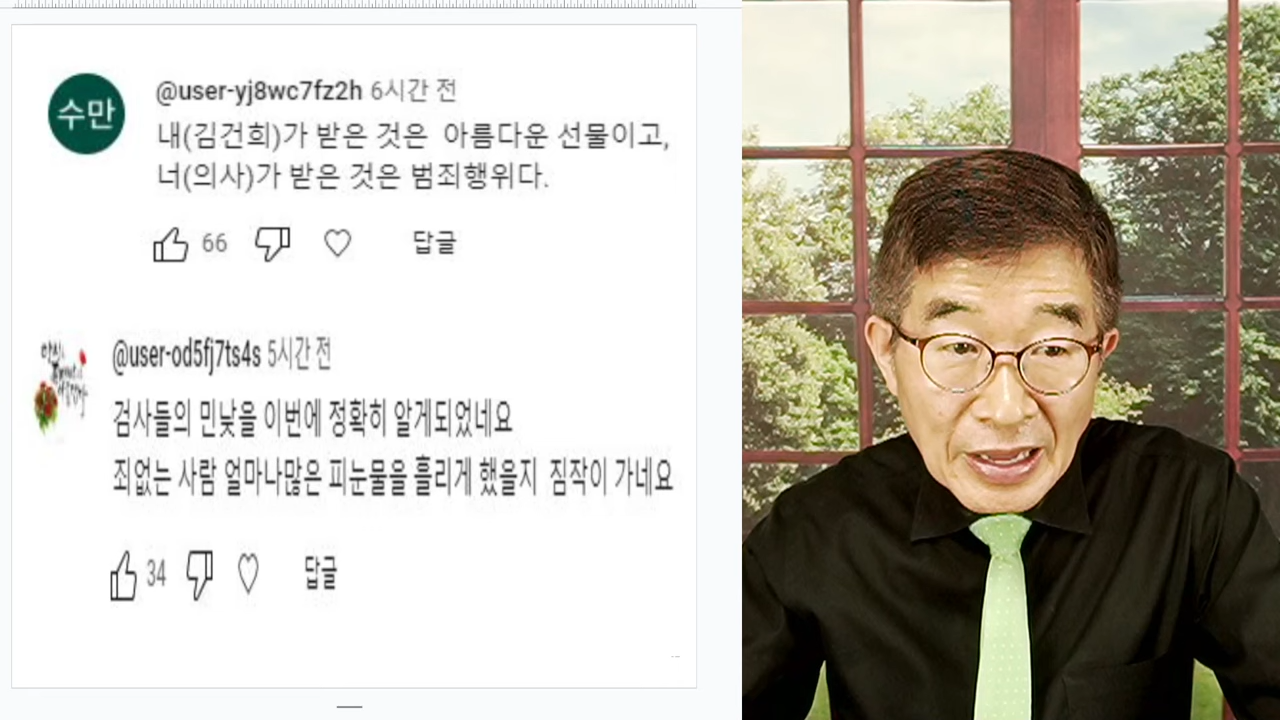 수만
@user-yj8wc7fz2h 6시간 전
내(김건희)가 받은 것은 아름다운 선물이고,
너(의사)가 받은 것은 범죄행위다.
66
답글
@user-od5fj7ts4s 5시간 전
검사들의 민낯을 이번에 정확히 알게되었네요
죄없는 사람 얼마나많은 피눈물을 흘리게 했을지 짐작이 가네요
34
답글